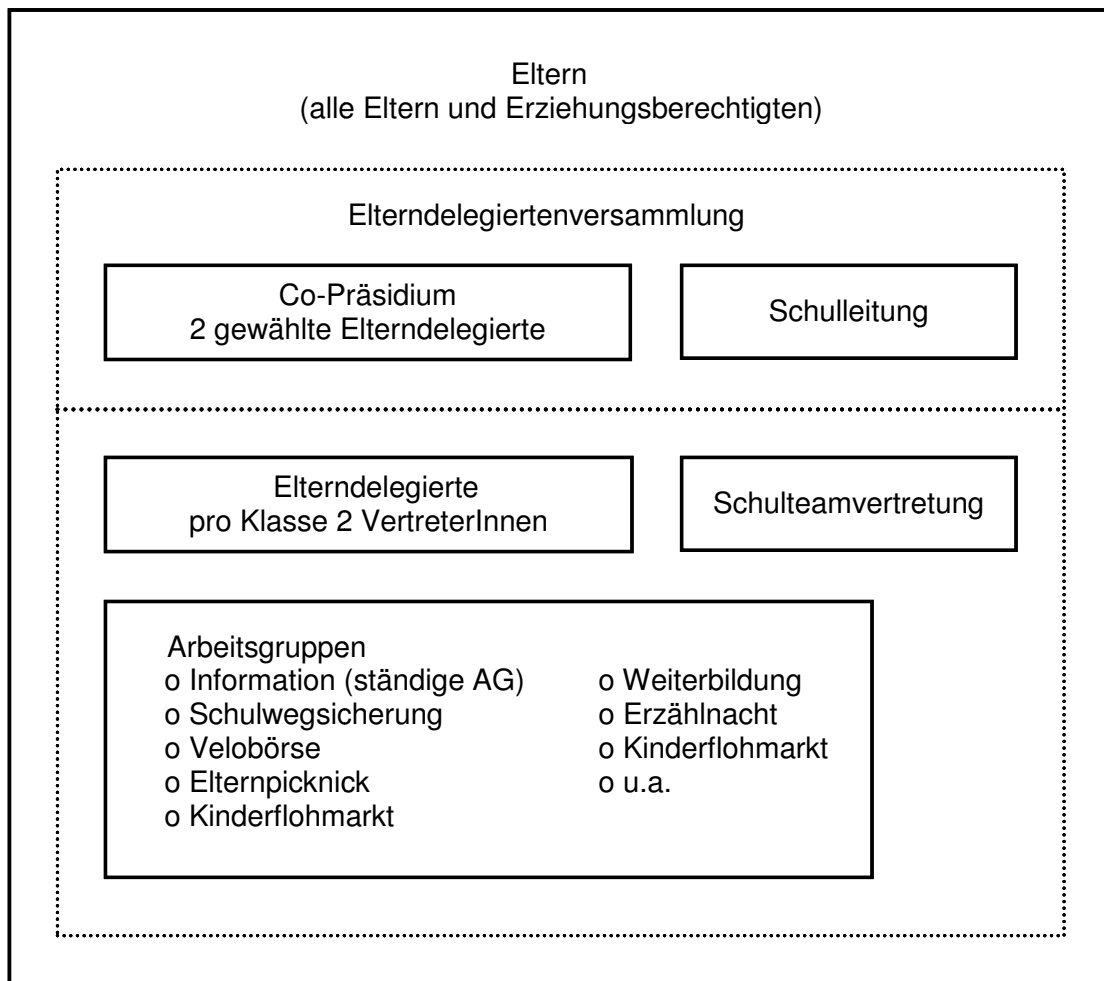 Eltern
(alle Eltern und Erziehungsberechtigten)
Elterndelegiertenversammlung
Co-Präsidium
2 gewählte Elterndelegierte
Schulleitung
Elterndelegierte
pro Klasse 2 VertreterInnen
Schulteamvertretung
Arbeitsgruppen
o Information (ständige AG)
o Schulwegsicherung
o Velobörse
o Elternpicknick
o Kinderflohmarkt
o Weiterbildung
o Erzählnacht
o Kinderflohmarkt
o u.a.